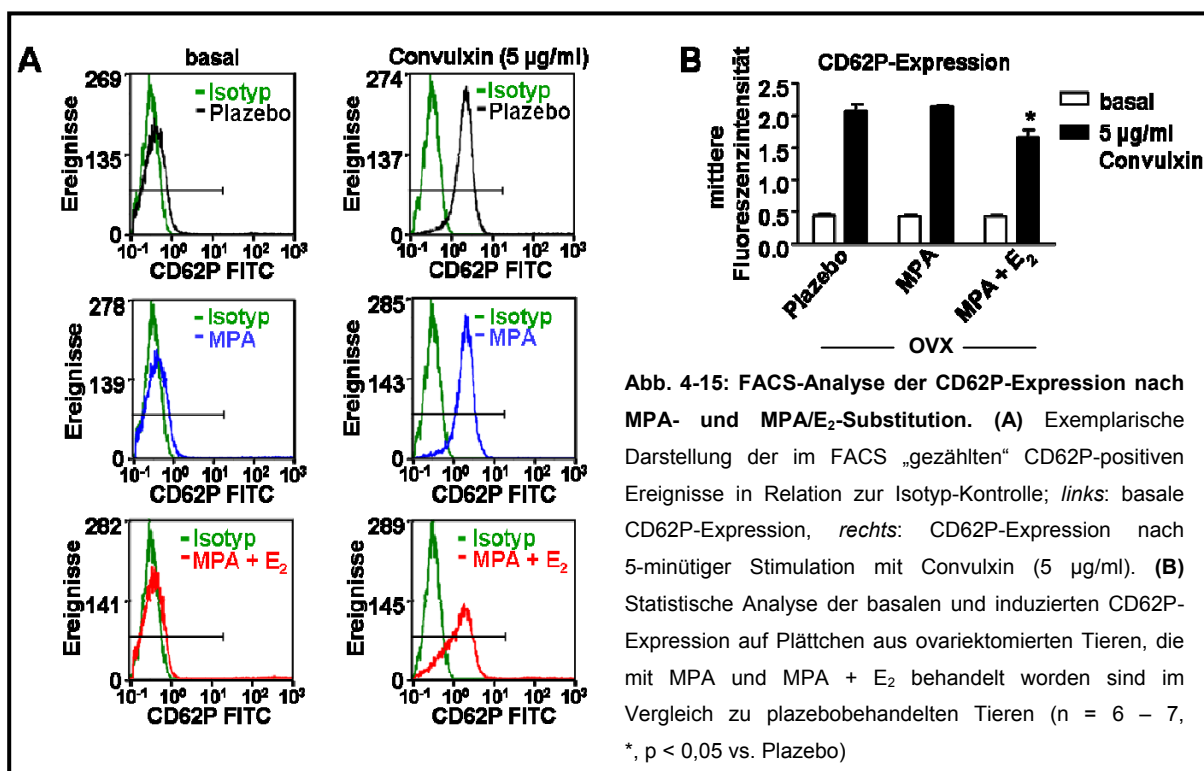 A
basal
Convulxin (5 µg/ml)
269
135
0
Ereignisse
Isotyp
Plazebo
10⁻¹ 10⁰ 10¹ 10² 10³
CD62P FITC
274
137
0
Ereignisse
Isotyp
Plazebo
10⁻¹ 10⁰ 10¹ 10² 10³
CD62P FITC
278
139
0
Ereignisse
Isotyp
MPA
10⁻¹ 10⁰ 10¹ 10² 10³
CD62P FITC
285
143
0
Ereignisse
Isotyp
MPA
10⁻¹ 10⁰ 10¹ 10² 10³
CD62P FITC
282
141
0
Ereignisse
Isotyp
MPA + E₂
10⁻¹ 10⁰ 10¹ 10² 10³
CD62P FITC
289
145
0
Ereignisse
Isotyp
MPA + E₂
10⁻¹ 10⁰ 10¹ 10² 10³
CD62P FITC
B
CD62P-Expression
mittlere
Fluoreszenzintensität
2.5
2.0
1.5
1.0
0.5
0.0
*
basal
5 µg/ml
Convulxin
Plazebo
MPA
MPA + E₂
OVX
Abb. 4-15: FACS-Analyse der CD62P-Expression nach
MPA- und MPA/E₂-Substitution. (A) Exemplarische
Darstellung der im FACS „gezählten“ CD62P-positiven
Ereignisse in Relation zur Isotyp-Kontrolle; links: basale
CD62P-Expression, rechts: CD62P-Expression nach
5-minütiger Stimulation mit Convulxin (5 µg/ml). (B)
Statistische Analyse der basalen und induzierten CD62P-
Expression auf Plättchen aus ovariektomierten Tieren, die
mit MPA und MPA + E₂ behandelt worden sind im
Vergleich zu plazebobehandelten Tieren (n = 6 – 7,
*, p < 0,05 vs. Plazebo)